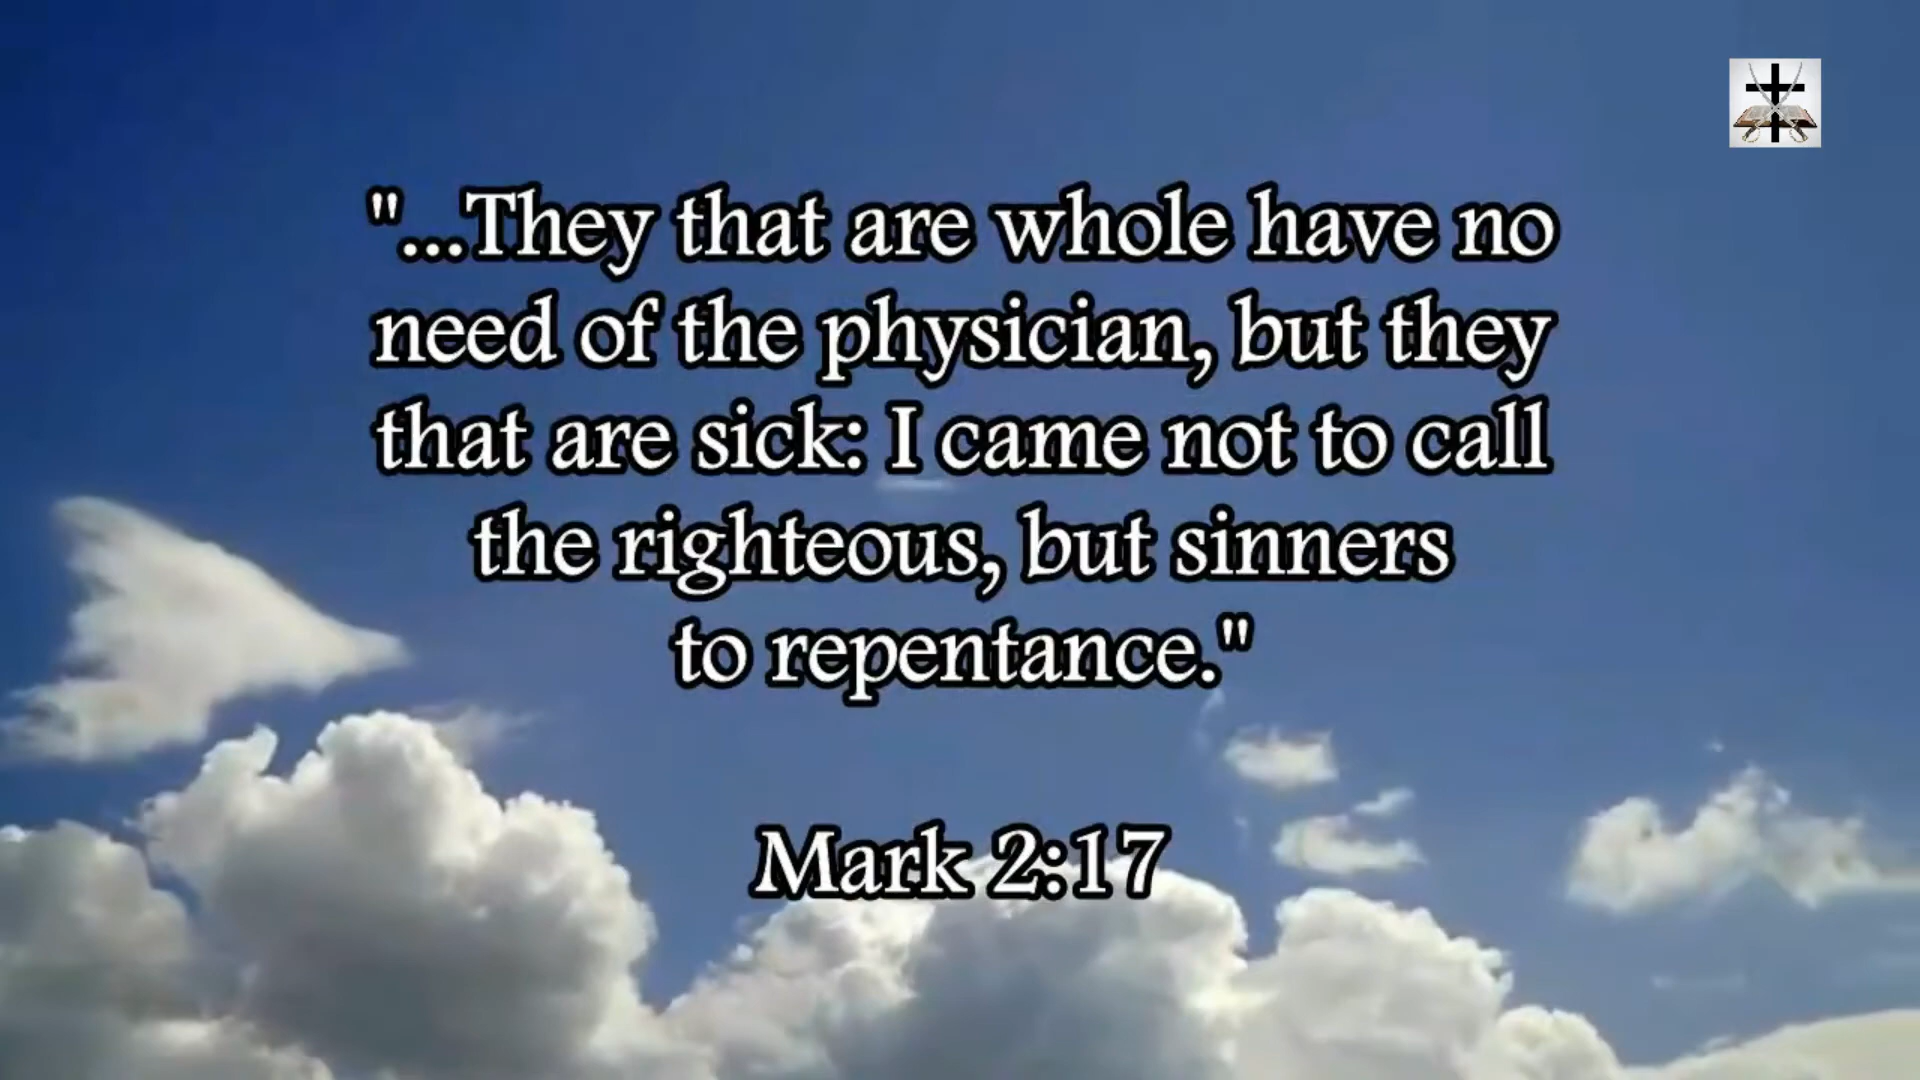 "...They that are whole have no
need of the physician, but they
that are sick: I came not to call
the righteous, but sinners
to repentance."
Mark 2:17